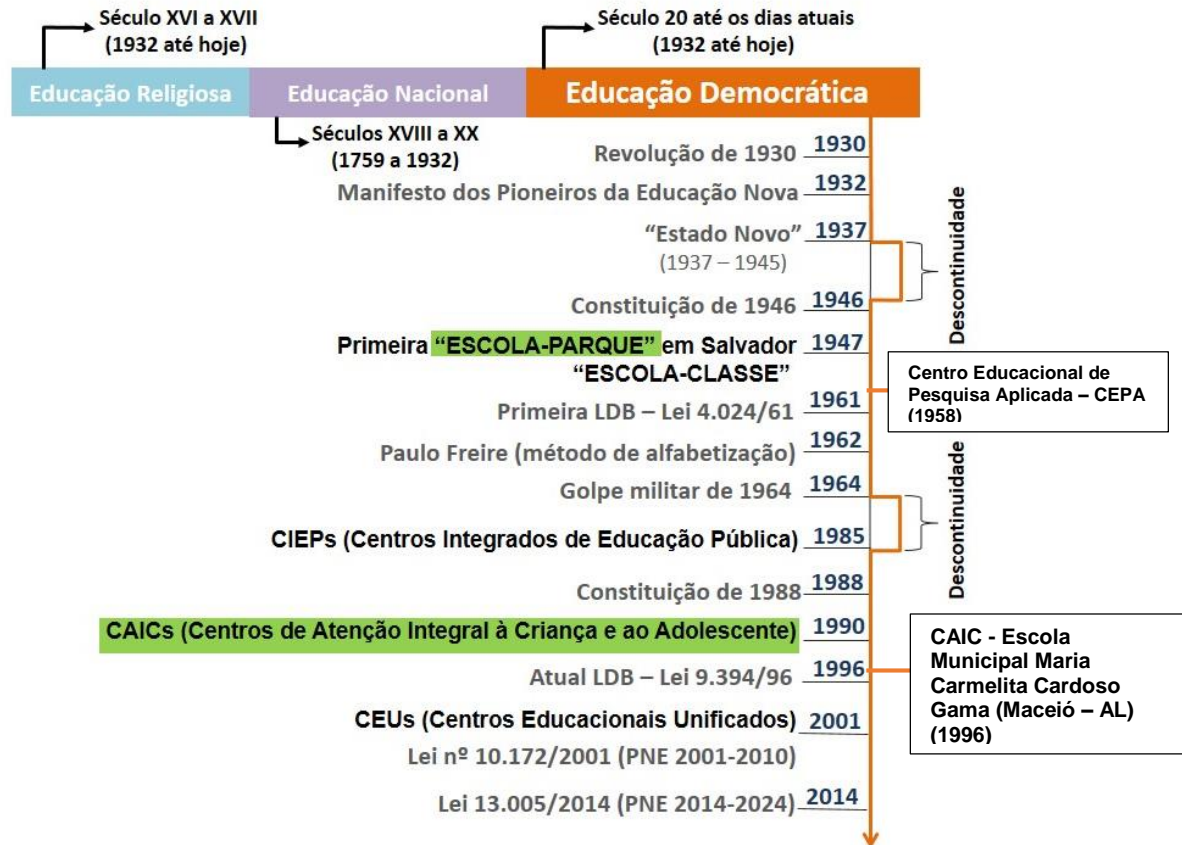 Século XVI a XVII
(1932 até hoje)
Século 20 até os dias atuais
(1932 até hoje)
Educação Religiosa
Educação Nacional
Educação Democrática
Séculos XVIII a XX
(1759 a 1932)
Revolução de 1930 1930
Manifesto dos Pioneiros da Educação Nova 1932
“Estado Novo” 1937
(1937 – 1945)
Descontinuidade
Constituição de 1946 1946
Primeira “ESCOLA-PARQUE” em Salvador 1947
“ESCOLA-CLASSE”
Centro Educacional de
Pesquisa Aplicada – CEPA
(1958)
Primeira LDB – Lei 4.024/61 1961
Paulo Freire (método de alfabetização) 1962
Golpe militar de 1964 1964
Descontinuidade
CIEPs (Centros Integrados de Educação Pública) 1985
Constituição de 1988 1988
CAICs (Centros de Atenção Integral à Criança e ao Adolescente) 1990
CAIC - Escola
Municipal Maria
Carmelita Cardoso
Gama (Maceió – AL)
(1996)
Atual LDB – Lei 9.394/96 1996
CEUs (Centros Educacionais Unificados) 2001
Lei nº 10.172/2001 (PNE 2001-2010)
Lei 13.005/2014 (PNE 2014-2024) 2014